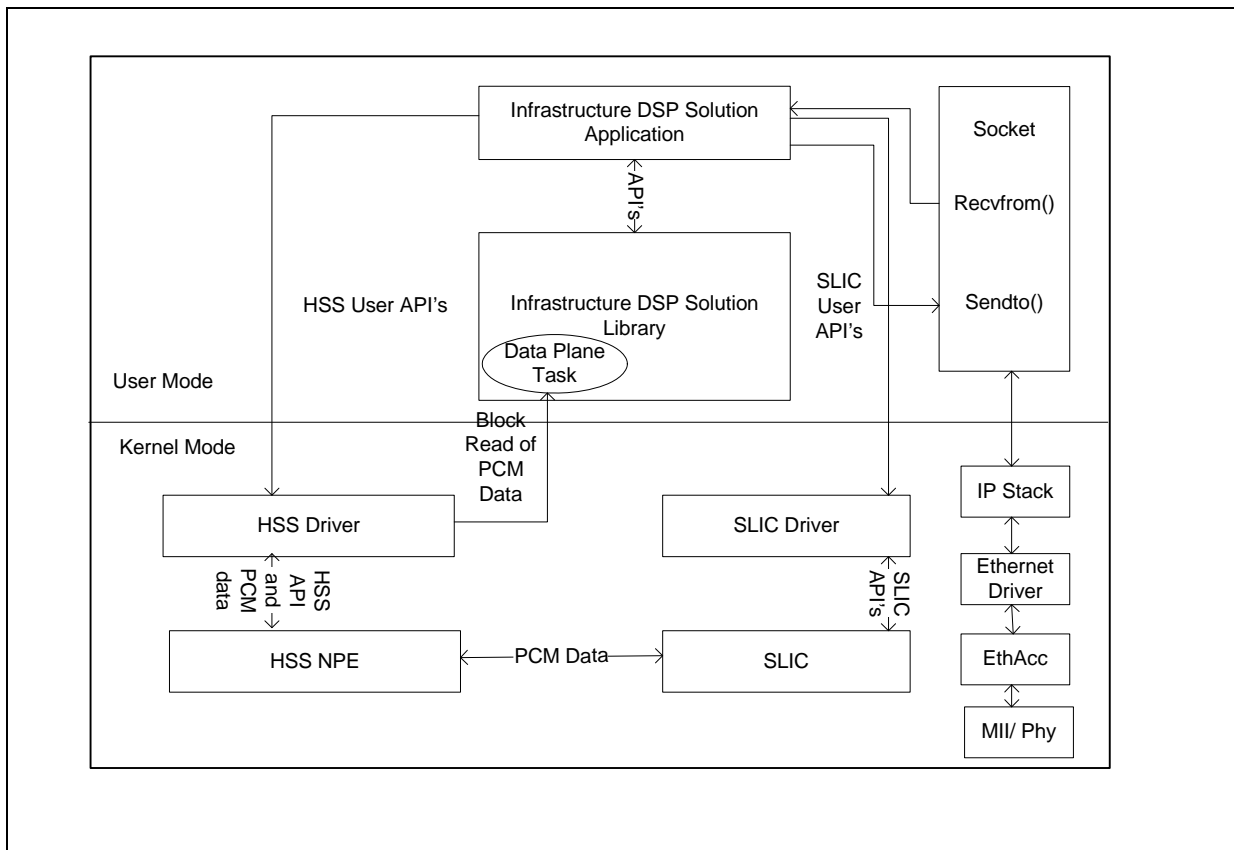 Infrastructure DSP Solution
Application
Socket
Recvfrom()
Sendto()
API's
HSS User API's
Infrastructure DSP Solution
Library
Data Plane
Task
SLIC
User
API's
User Mode
Kernel Mode
Block
Read of
PCM
Data
HSS Driver
SLIC Driver
IP Stack
Ethernet
Driver
HSS
API
and
PCM
data
SLIC
API's
HSS NPE
PCM Data
SLIC
EthAcc
MII/ Phy